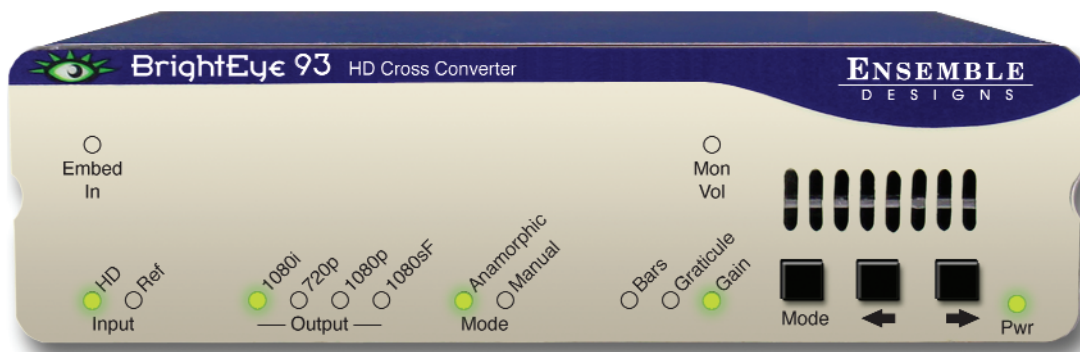 BrightEye 93 HD Cross Converter
ENSEMBLE
DESIGNS
Embed
In
Mon
Vol
HD
Ref
Input
1080i
720p
1080p
1080sF
Output
Anamorphic
Manual
Mode
Bars
Graticule
Gain
Mode
Pwr